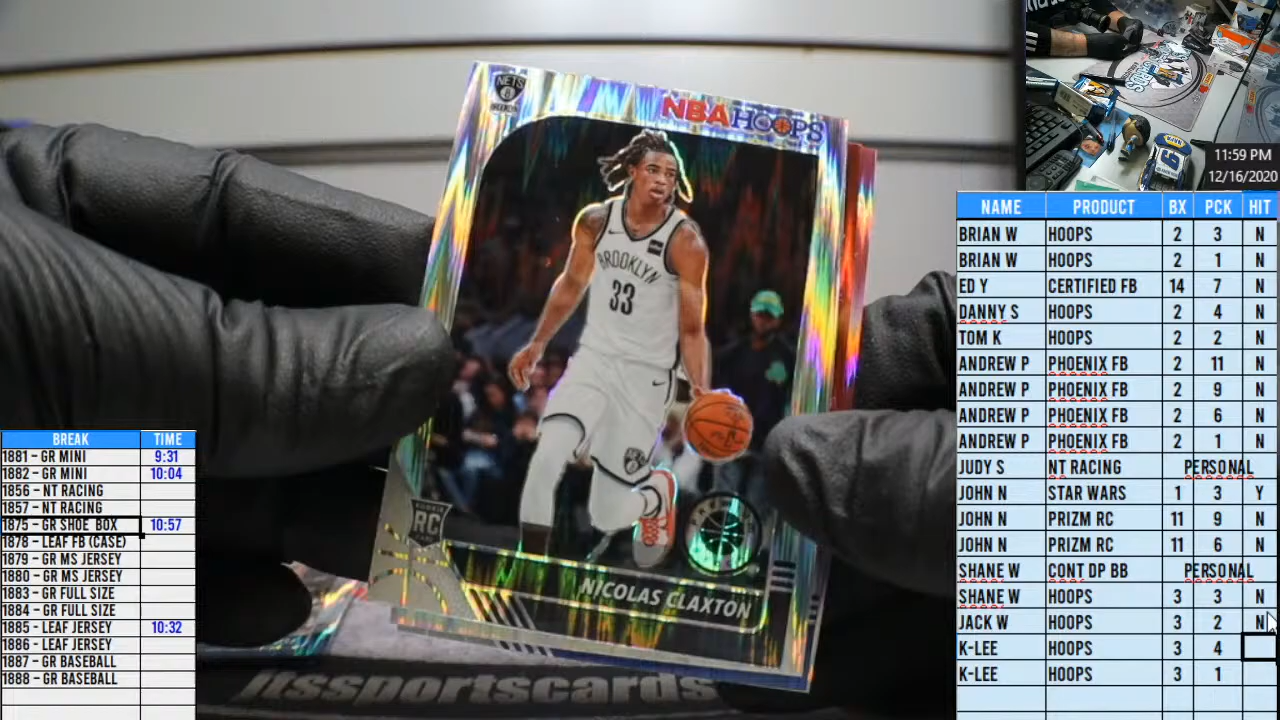 NETS
NBA HOOPS
BROOKLYN
33
RC
NICOLAS CLAXTON
itssportscards
11:59 PM
12/16/2020
NAME PRODUCT BX PCK HIT
BRIAN W HOOPS 2 3 N
BRIAN W HOOPS 2 1 N
ED Y CERTIFIED FB 14 7 N
DANNY S HOOPS 2 4 N
TOM K HOOPS 2 2 N
ANDREW P PHOENIX FB 2 11 N
ANDREW P PHOENIX FB 2 9 N
ANDREW P PHOENIX FB 2 6 N
ANDREW P PHOENIX FB 2 1 N
JUDY S NT RACING PERSONAL
JOHN N STAR WARS 1 3 Y
JOHN N PRIZM RC 11 9 N
JOHN N PRIZM RC 11 6 N
SHANE W CONT DP BB PERSONAL
SHANE W HOOPS 3 3 N
JACK W HOOPS 3 2 N
K-LEE HOOPS 3 4
K-LEE HOOPS 3 1
BREAK TIME
1881 - GR MINI 9:31
1882 - GR MINI 10:04
1856 - NT RACING
1857 - NT RACING
1875 - GR SHOE BOX 10:57
1878 - LEAF FB (CASE)
1879 - GR MS JERSEY
1880 - GR MS JERSEY
1883 - GR FULL SIZE
1884 - GR FULL SIZE
1885 - LEAF JERSEY 10:32
1886 - LEAF JERSEY
1887 - GR BASEBALL
1888 - GR BASEBALL